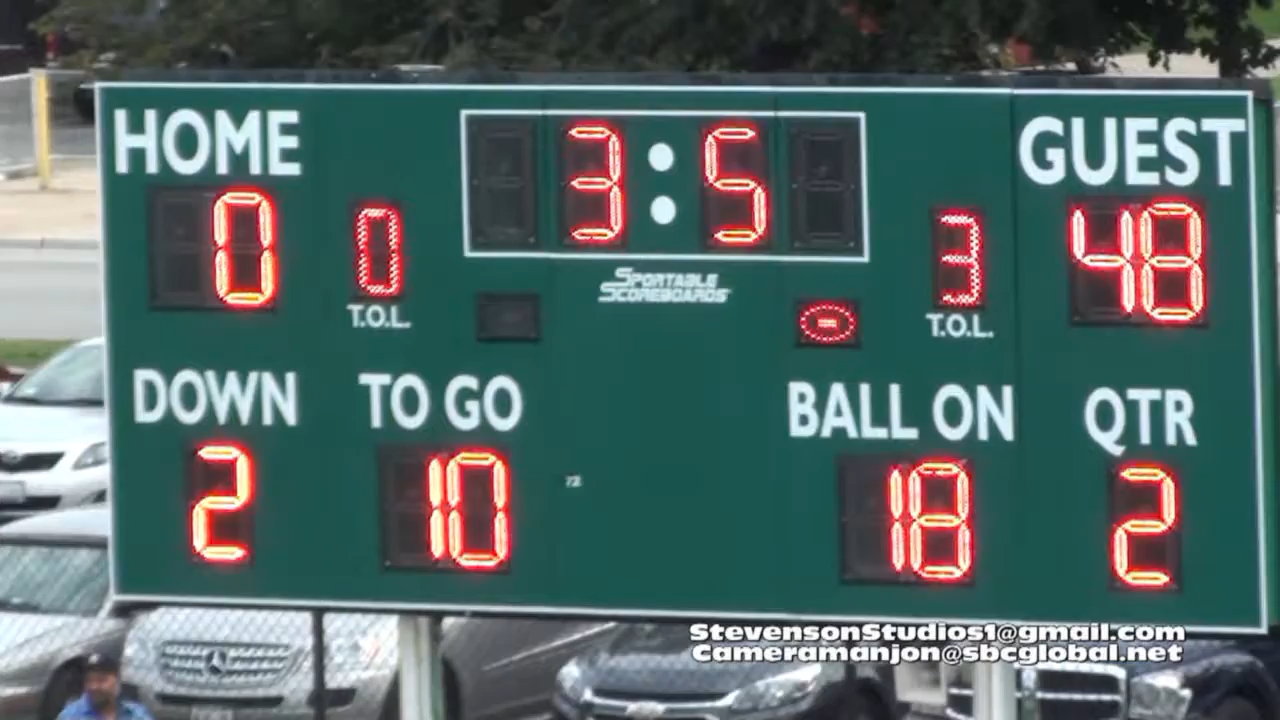 HOME
3:5
GUEST
0
0
3
48
T.O.L.
SPORTABLE
SCOREBOARDS
T.O.L.
DOWN
TO GO
BALL ON
QTR
2
10
18
2
StevensonStudios1@gmail.com
Cameramanjon@sbcglobal.net